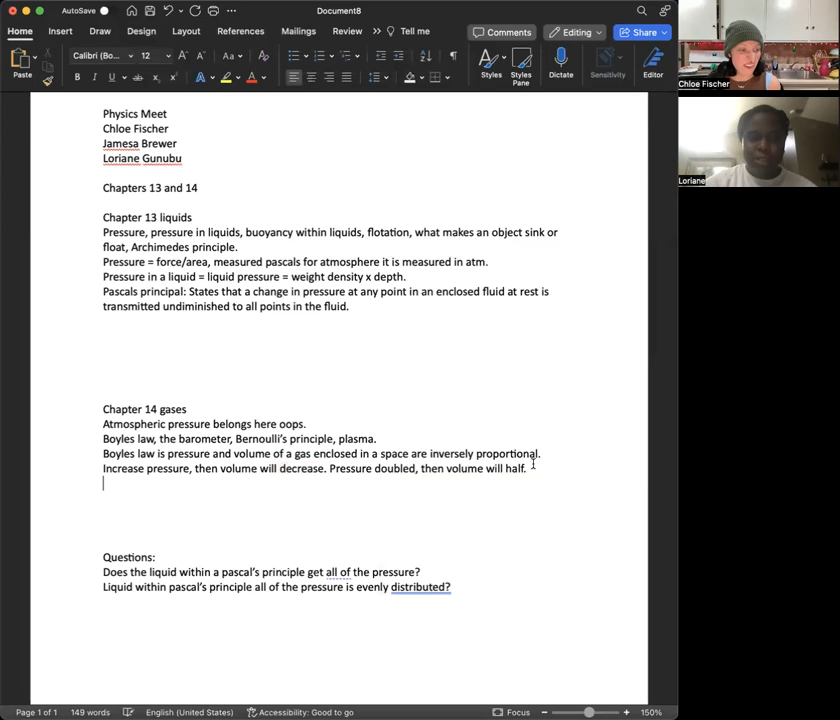 AutoSave
Document8
Home Insert Draw Design Layout References Mailings Review Tell me
Comments Editing Share
Paste
Calibri (Bo... 12
Styles
Styles Pane
Dictate
Sensitivity
Editor
Physics Meet
Chloe Fischer
Jamesa Brewer
Loriane Gunubu
Chapters 13 and 14
Chapter 13 liquids
Pressure, pressure in liquids, buoyancy within liquids, flotation, what makes an object sink or
float, Archimedes principle.
Pressure = force/area, measured pascals for atmosphere it is measured in atm.
Pressure in a liquid = liquid pressure = weight density x depth.
Pascals principal: States that a change in pressure at any point in an enclosed fluid at rest is
transmitted undiminished to all points in the fluid.
Chapter 14 gases
Atmospheric pressure belongs here oops.
Boyles law, the barometer, Bernoulli's principle, plasma.
Boyles law is pressure and volume of a gas enclosed in a space are inversely proportional.
Increase pressure, then volume will decrease. Pressure doubled, then volume will half.
Questions:
Does the liquid within a pascal's principle get all of the pressure?
Liquid within pascal's principle all of the pressure is evenly distributed?
Page 1 of 1 149 words English (United States) Accessibility: Good to go Focus 150%
Chloe Fischer
Loriane